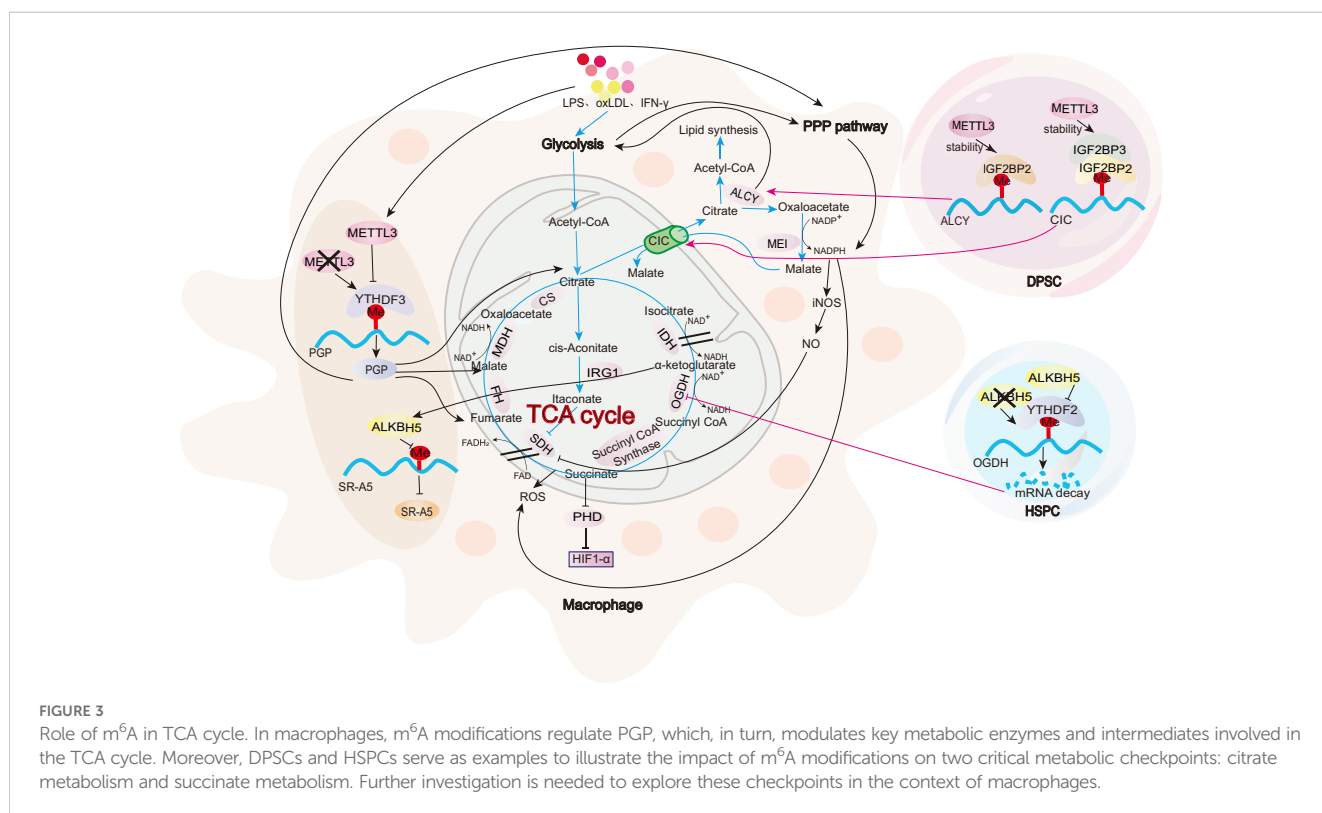 LPS、oxLDL、IFN-γ
Glycolysis
PPP pathway
Lipid synthesis
Acetyl-CoA
ALCY
Citrate
Oxaloacetate
NADP⁺
MEI
NADPH
Malate
iNOS
NO
Acetyl-CoA
CIC
Malate
Citrate
CS
Oxaloacetate
NADH
MDH
NAD⁺
Malate
FH
Fumarate
FADH₂
FAD
SDH
Succinate
ROS
PHD
HIF1-α
cis-Aconitate
IRG1
Itaconate
TCA cycle
Isocitrate
NAD⁺
IDH
NADH
α-ketoglutarate
NAD⁺
OGDH
NADH
Succinyl CoA
Succinyl CoA
Synthase
Macrophage
METTL3
METTL3
YTHDF3
Me
PGP
PGP
ALKBH5
Me
SR-A5
SR-A5
METTL3
stability
IGF2BP2
Me
ALCY
METTL3
stability
IGF2BP3
IGF2BP2
Me
CIC
DPSC
ALKBH5
ALKBH5
YTHDF2
Me
OGDH
mRNA decay
HSPC
FIGURE 3
Role of m⁶A in TCA cycle. In macrophages, m⁶A modifications regulate PGP, which, in turn, modulates key metabolic enzymes and intermediates involved in
the TCA cycle. Moreover, DPSCs and HSPCs serve as examples to illustrate the impact of m⁶A modifications on two critical metabolic checkpoints: citrate
metabolism and succinate metabolism. Further investigation is needed to explore these checkpoints in the context of macrophages.